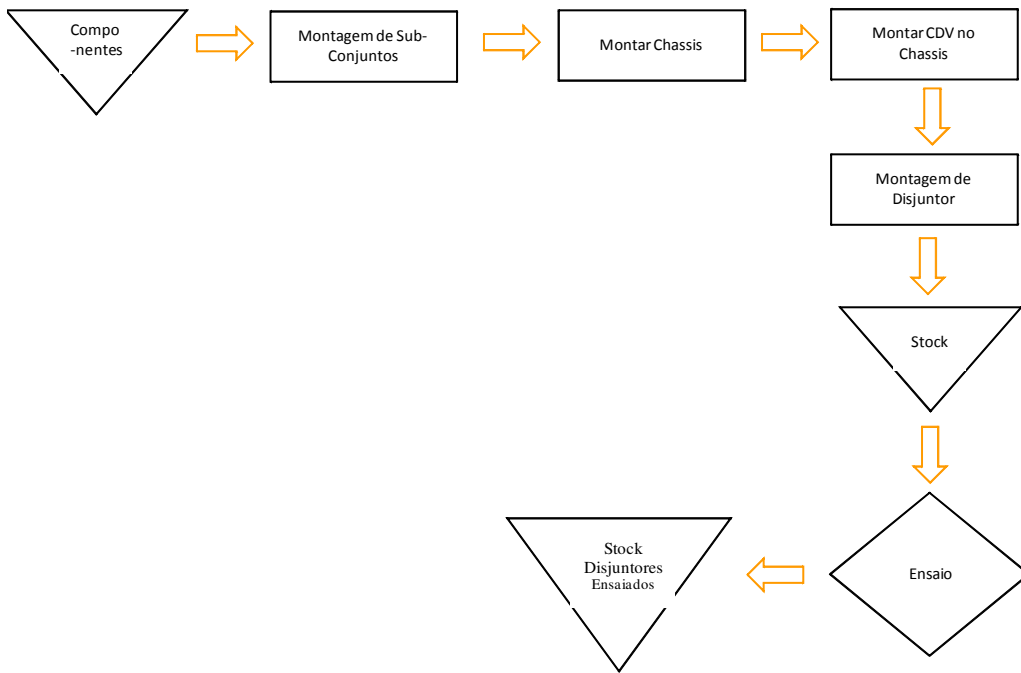 Compo
-nentes
Montagem de Sub-
Conjuntos
Montar Chassis
Montar CDV no
Chassis
Montagem de
Disjuntor
Stock
Ensaio
Stock
Disjuntores
Ensaiados